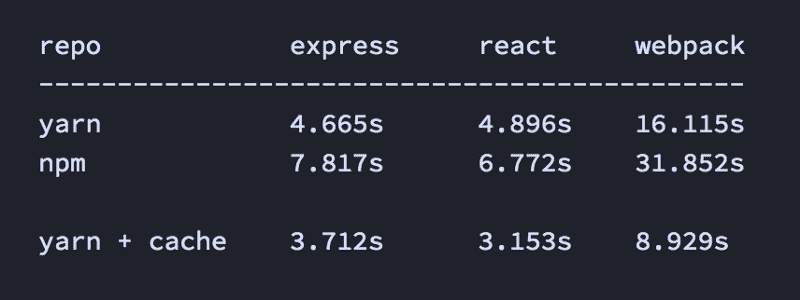 repo express react webpack
---------------------------------------------
yarn 4.665s 4.896s 16.115s
npm 7.817s 6.772s 31.852s
yarn + cache 3.712s 3.153s 8.929s